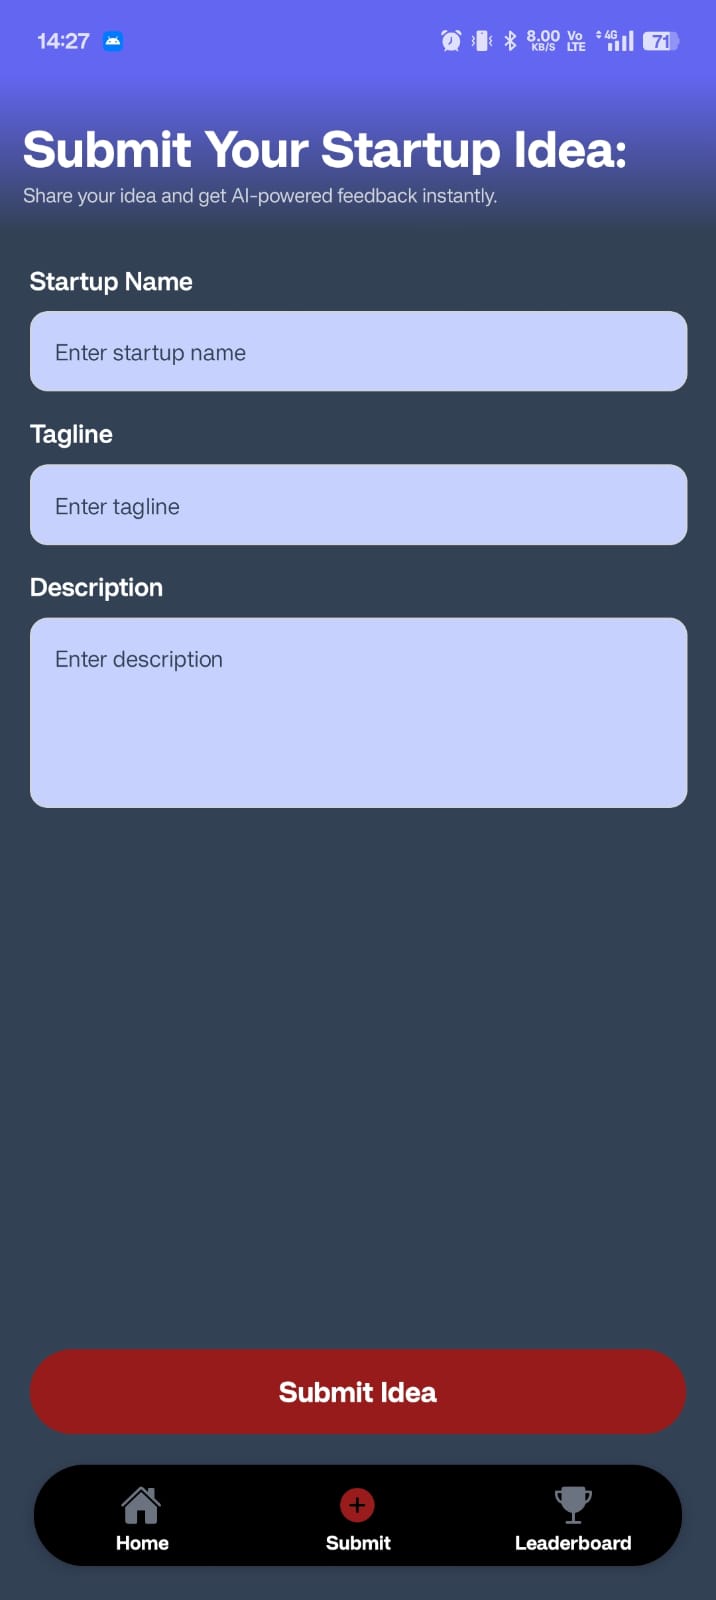 14:27 8.00 KB/S Vo LTE 4G 71
Submit Your Startup Idea:
Share your idea and get AI-powered feedback instantly.
Startup Name
Enter startup name
Tagline
Enter tagline
Description
Enter description
Submit Idea
Home Submit Leaderboard